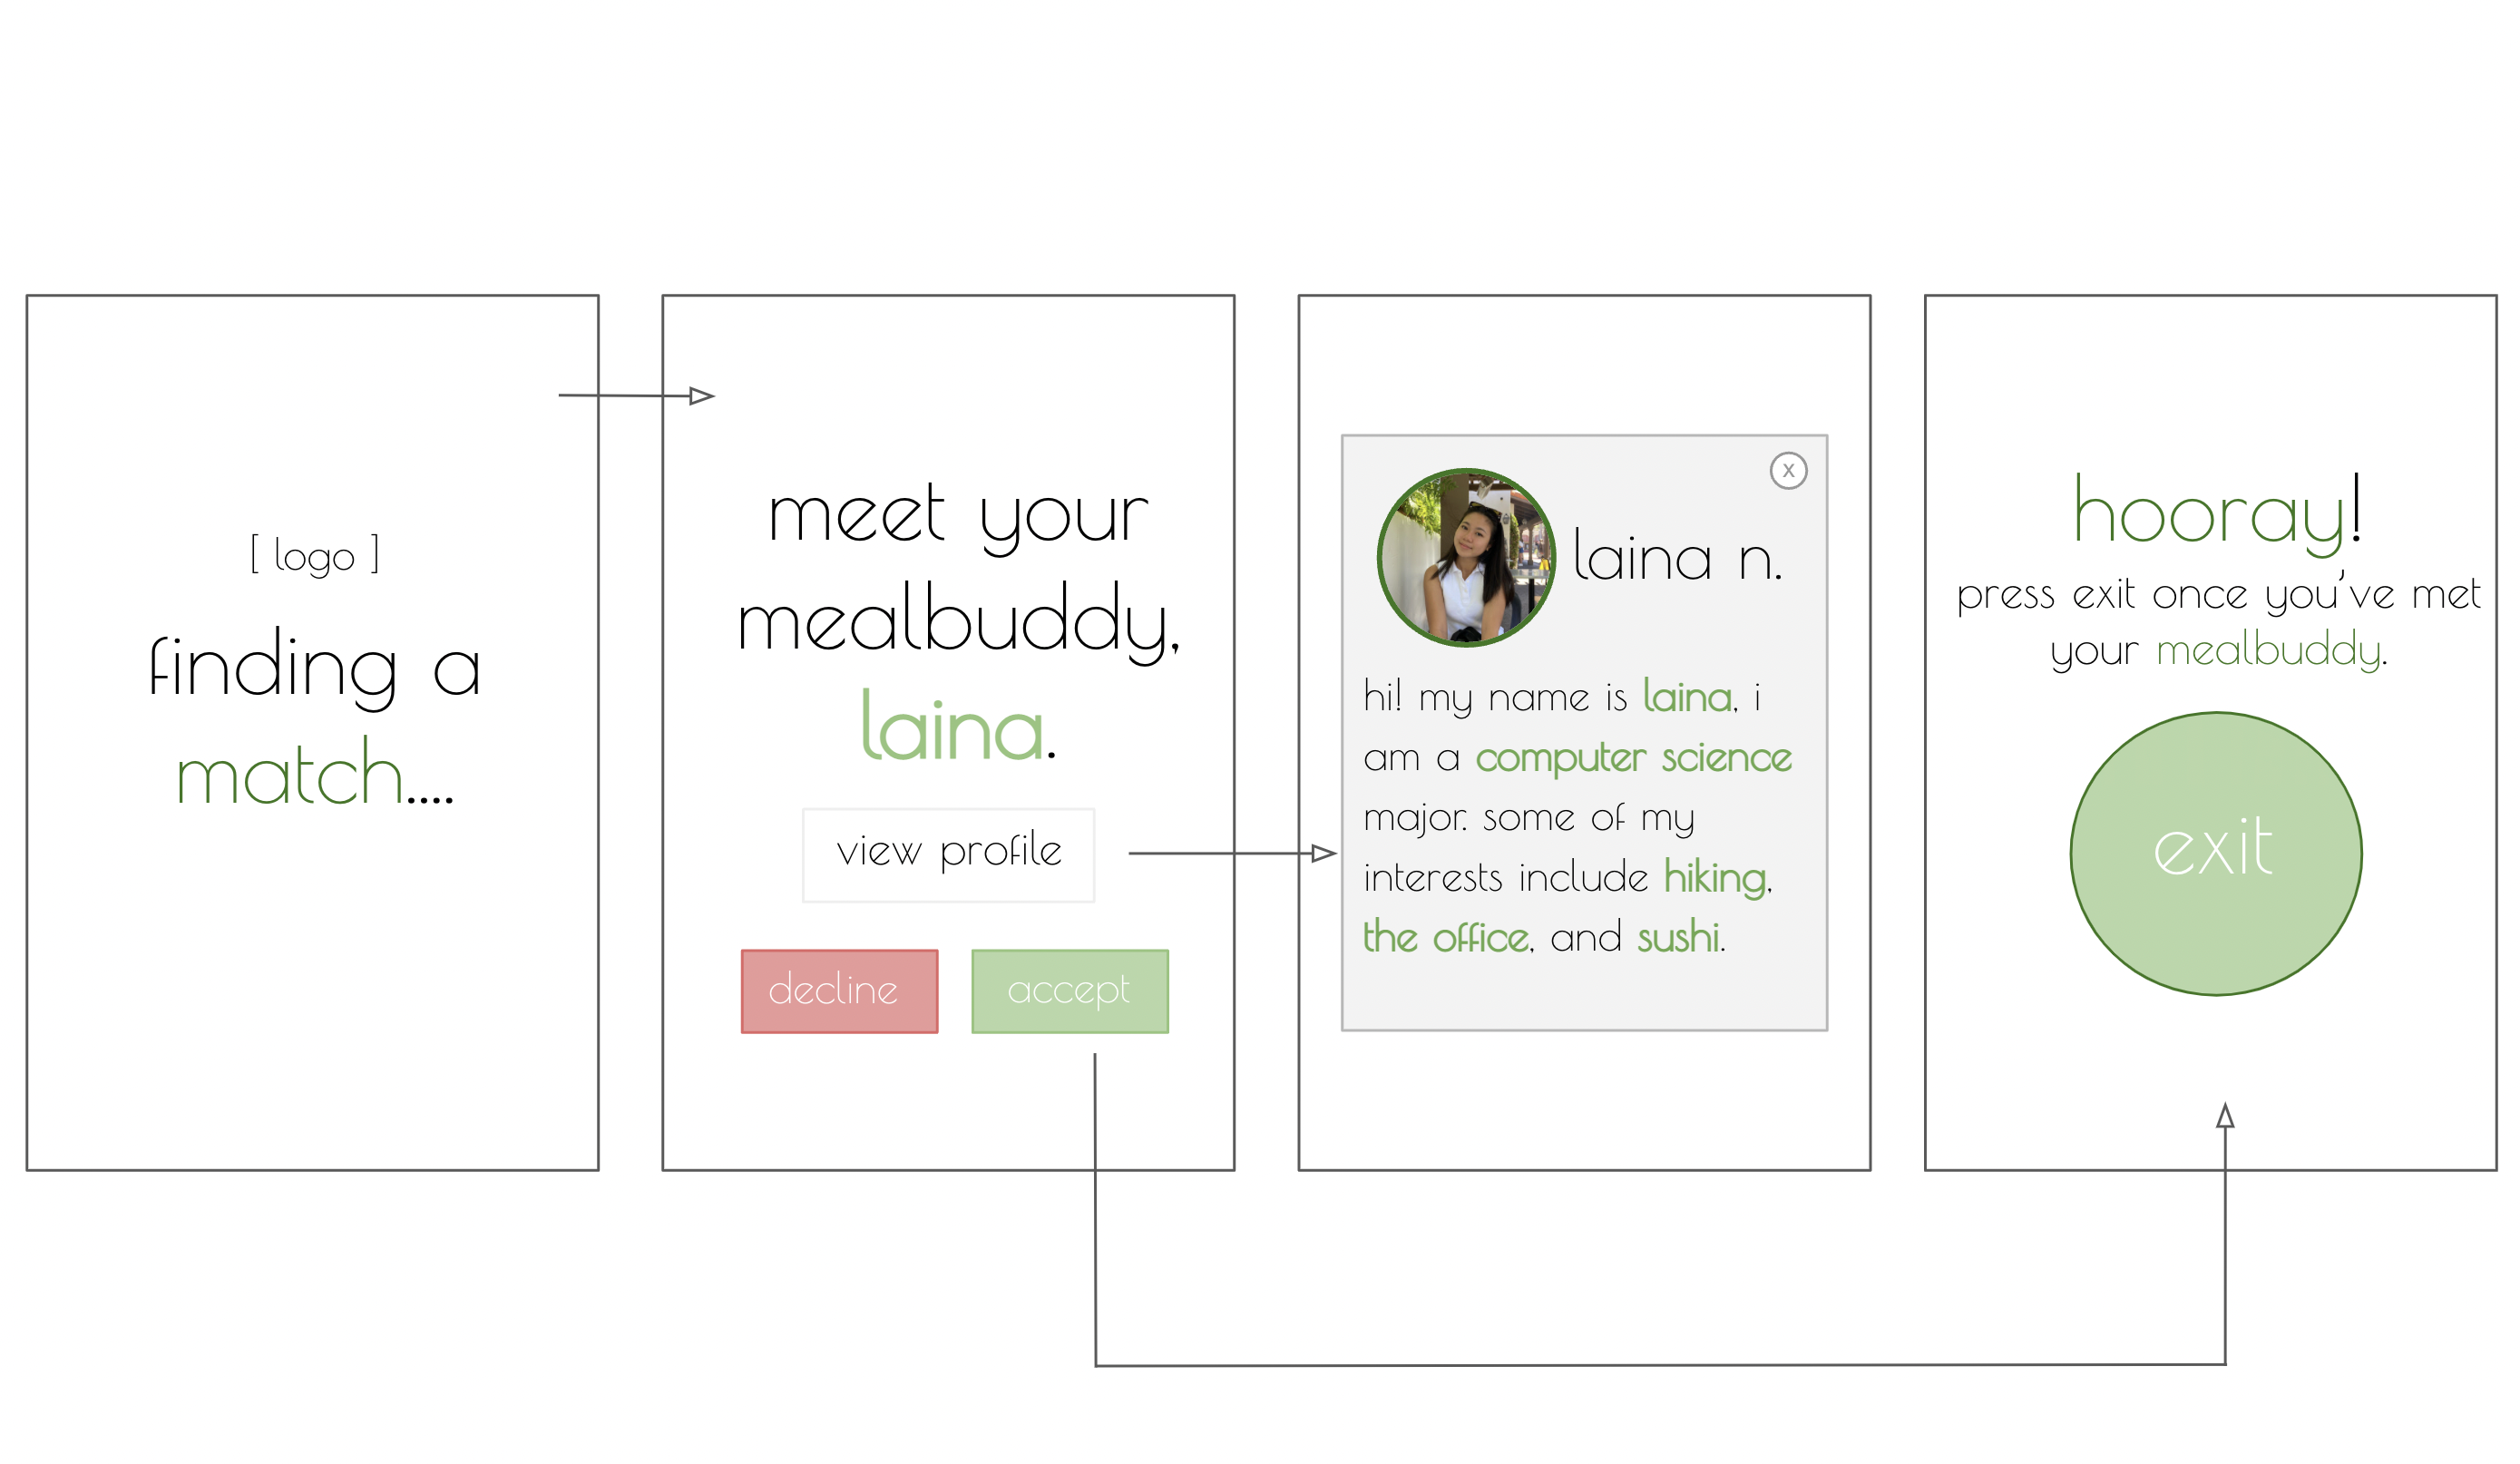 [ logo ]
finding a
match....
meet your
mealbuddy,
laina.
view profile
decline
accept
x
laina n.
hi! my name is laina, i
am a computer science
major. some of my
interests include hiking,
the office, and sushi.
hooray!
press exit once you've met
your mealbuddy.
exit